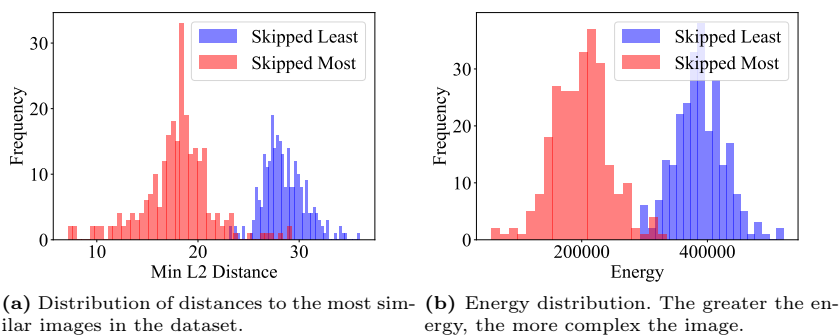 30
20
10
0
Frequency
Skipped Least
Skipped Most
10
20
30
Min L2 Distance
30
20
10
0
Frequency
Skipped Least
Skipped Most
200000
400000
Energy
(a) Distribution of distances to the most sim-
ilar images in the dataset.
(b) Energy distribution. The greater the en-
ergy, the more complex the image.